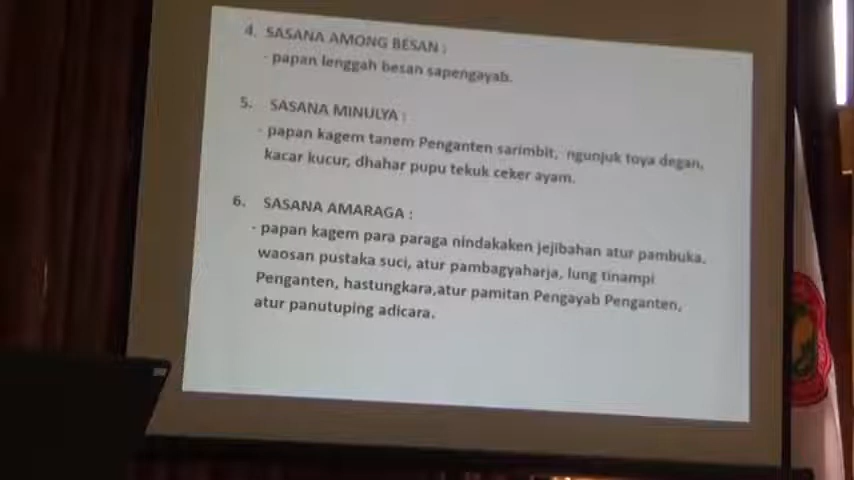 4. SASANA AMONG BESAN :
- papan lenggah besan sapengayab.
5. SASANA MINULYA :
- papan kagem tanem Penganten sarimbit, ngunjuk toya degan,
kacar kucur, dhahar pupu tekuk ceker ayam.
6. SASANA AMARAGA :
- papan kagem para paraga nindakaken jejibahan atur pambuka,
waosan pustaka suci, atur pambagyaharja, lung tinampi
Penganten, hastungkara,atur pamitan Pengayab Penganten,
atur panutuping adicara.